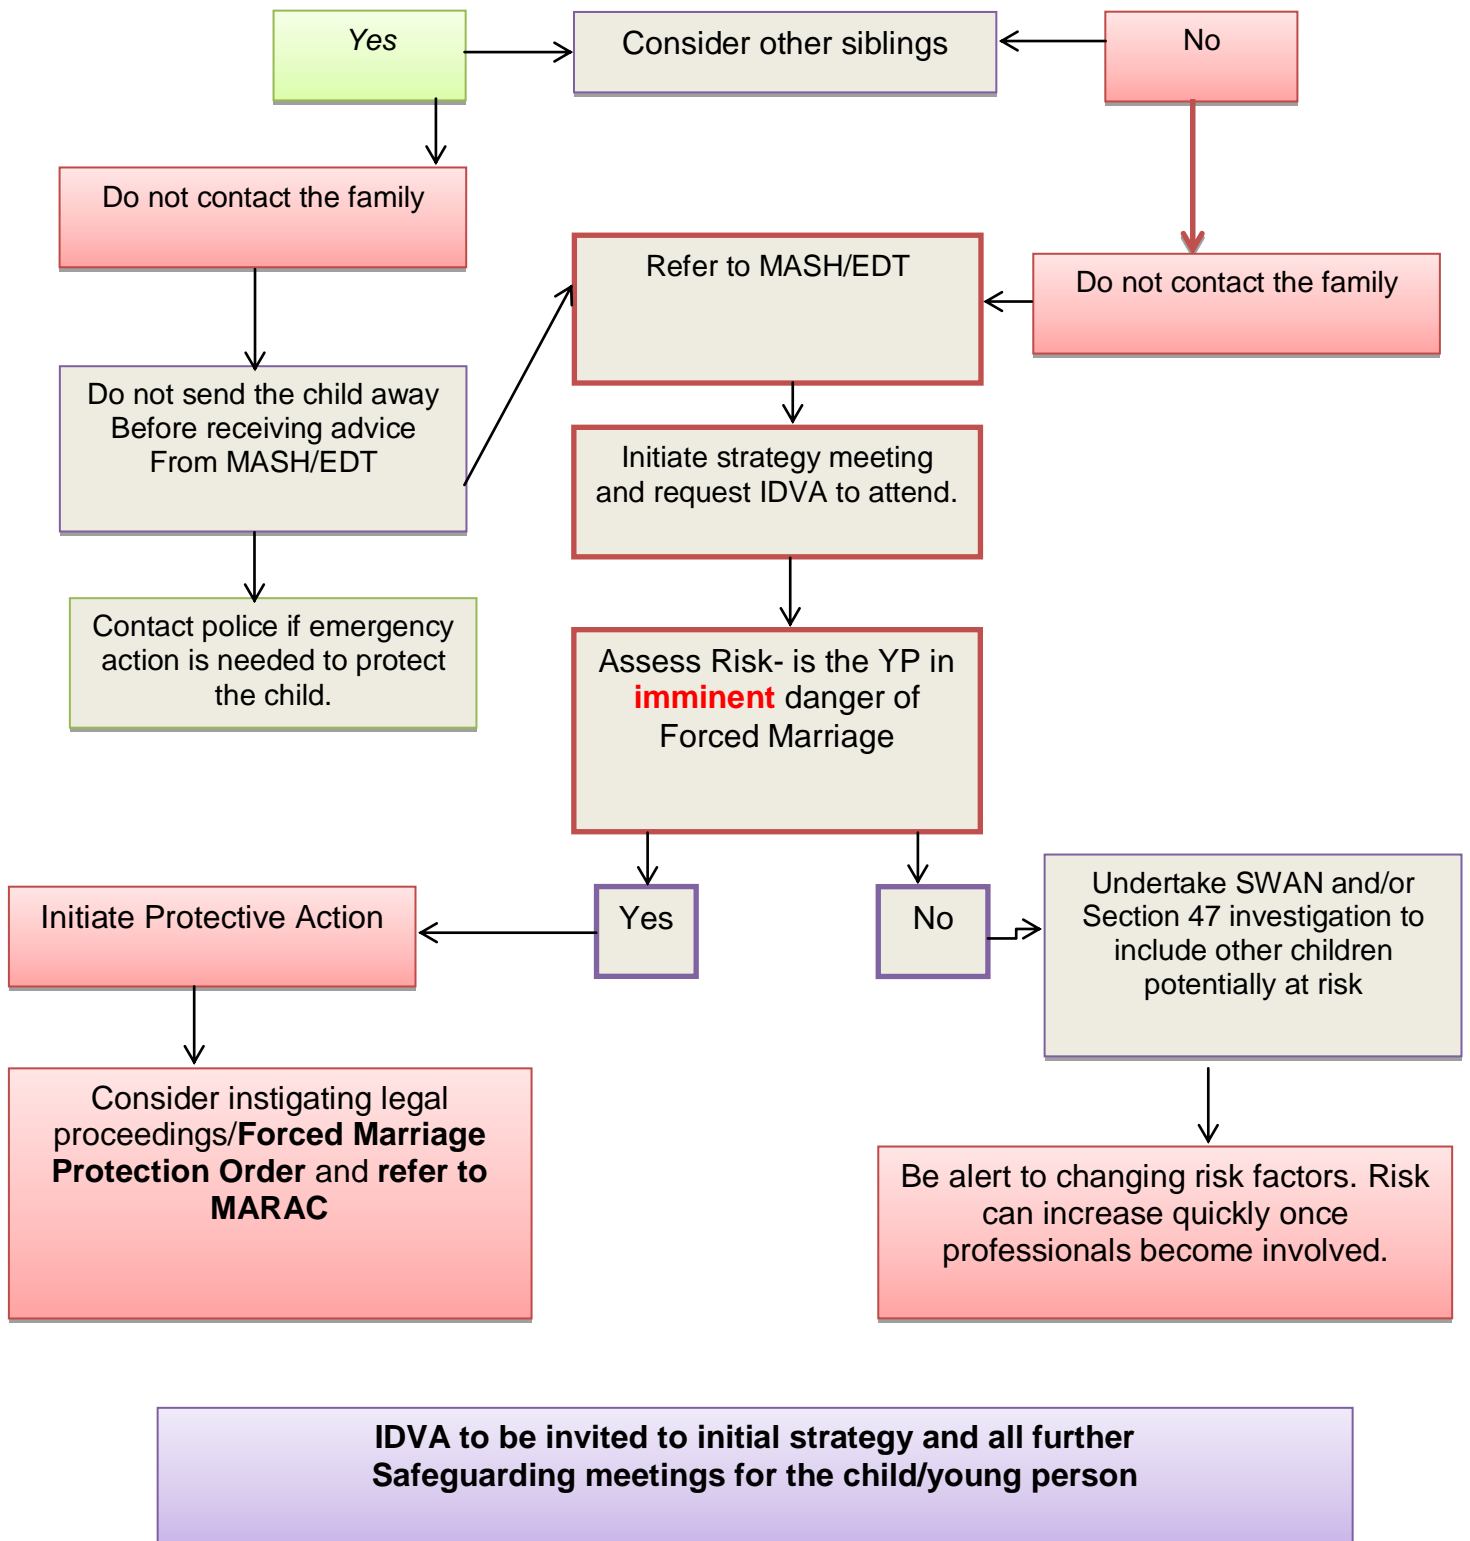 Yes
Consider other siblings
No
Do not contact the family
Refer to MASH/EDT
Do not contact the family
Do not send the child away
Before receiving advice
From MASH/EDT
Initiate strategy meeting
and request IDVA to attend.
Contact police if emergency
action is needed to protect
the child.
Assess Risk- is the YP in
imminent danger of
Forced Marriage
Initiate Protective Action
Yes
No
Undertake SWAN and/or
Section 47 investigation to
include other children
potentially at risk
Consider instigating legal
proceedings/Forced Marriage
Protection Order and refer to
MARAC
Be alert to changing risk factors. Risk
can increase quickly once
professionals become involved.
IDVA to be invited to initial strategy and all further
Safeguarding meetings for the child/young person